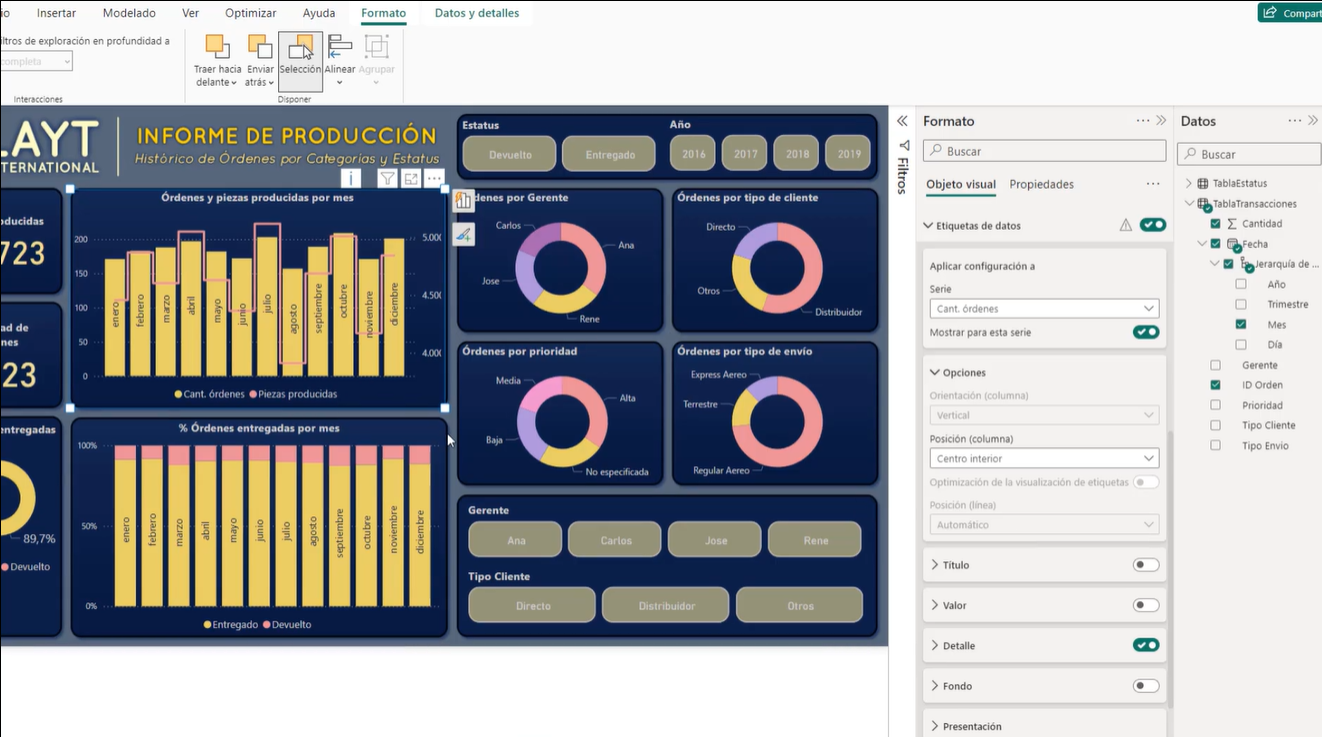 io Insertar Modelado Ver Optimizar Ayuda Formato Datos y detalles
Compart
iltros de exploración en profundidad a
completa
Interacciones
Traer hacia
delante
Enviar
atrás
Selección
Alinear
Agrupar
Disponer
LAYT
TERNATIONAL
INFORME DE PRODUCCIÓN
Histórico de Órdenes por Categorias y Estatus
Estatus
Devuelto Entregado
Año
2016 2017 2018 2019
oducidas
723
ad de
nes
23
entregadas
89,7%
Devuelto
Órdenes y piezas producidas por mes
200
150
100
50
0
5.000
4.500
4.000
enero febrero marzo abril mayo junio julio agosto septiembre octubre noviembre diciembre
Cant. órdenes Piezas producidas
% Órdenes entregadas por mes
100%
50%
0%
enero febrero marzo abril mayo junio julio agosto septiembre octubre noviembre diciembre
Entregado Devuelto
denes por Gerente
Carlos
Ana
Jose
Rene
Órdenes por tipo de cliente
Directo
Otros
Distribuidor
Órdenes por prioridad
Media
Alta
Baja
No especificada
Órdenes por tipo de envío
Express Aereo
Terrestre
Regular Aereo
Gerente
Ana Carlos Jose Rene
Tipo Cliente
Directo Distribuidor Otros
Filtros
Formato
Buscar
Objeto visual Propiedades
Etiquetas de datos
Aplicar configuración a
Serie
Cant. órdenes
Mostrar para esta serie
Opciones
Orientación (columna)
Vertical
Posición (columna)
Centro interior
Optimización de la visualización de etiquetas
Posición (línea)
Automático
Título
Valor
Detalle
Fondo
Presentación
Datos
Buscar
TablaEstatus
TablaTransacciones
Cantidad
Fecha
Jerarquía de ...
Año
Trimestre
Mes
Día
Gerente
ID Orden
Prioridad
Tipo Cliente
Tipo Envio